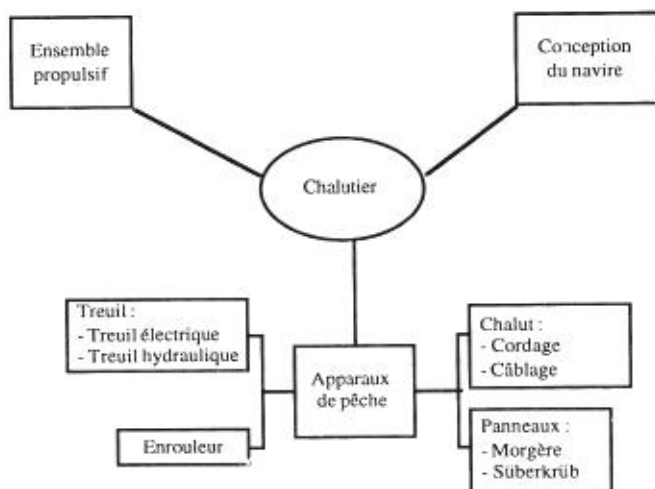 Ensemble
propulsif
Conception
du navire
Chalutier
Treuil :
- Treuil électrique
- Treuil hydraulique
Enrouleur
Apparaux
de pêche
Chalut :
- Cordage
- Câblage
Panneaux :
- Morgère
- Süberkrüb